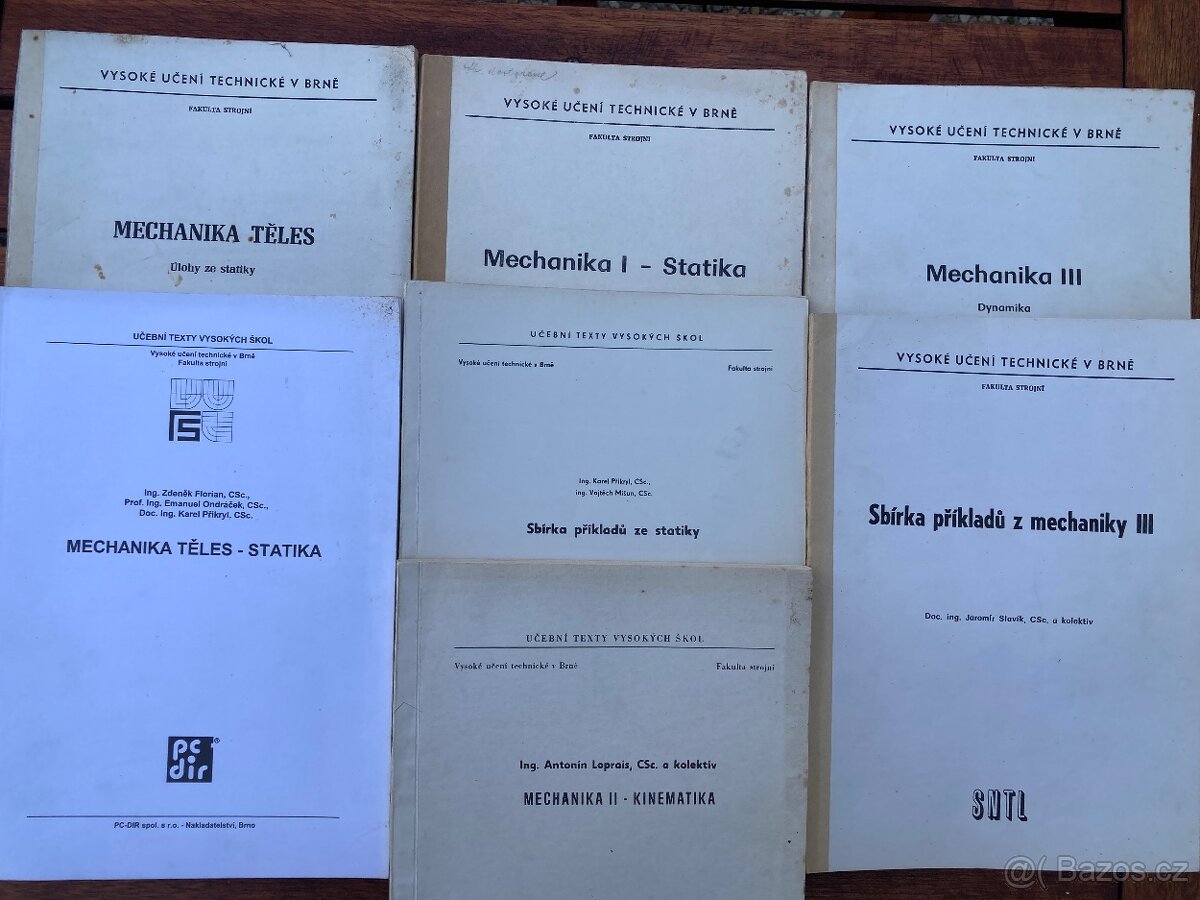 VYSOKÉ UČENÍ TECHNICKÉ V BRNĚ
FAKULTA STROJNÍ
MECHANIKA TĚLES
Úlohy ze statiky
VYSOKÉ UČENÍ TECHNICKÉ V BRNĚ
FAKULTA STROJNÍ
Mechanika I – Statika
VYSOKÉ UČENÍ TECHNICKÉ V BRNĚ
FAKULTA STROJNÍ
Mechanika III
Dynamika
UČEBNÍ TEXTY VYSOKÝCH ŠKOL
Vysoké učení technické v Brně
Fakulta strojní
Ing. Zdeněk Florian, CSc.,
Prof. Ing. Emanuel Ondráček, CSc.,
Doc. Ing. Karel Přikryl, CSc.
MECHANIKA TĚLES - STATIKA
pc
dir®
PC-DIR spol. s r.o. - Nakladatelství, Brno
UČEBNÍ TEXTY VYSOKÝCH ŠKOL
Vysoké učení technické v Brně Fakulta strojní
Ing. Karel Přikryl, CSc.,
ing. Vojtěch Mišun, CSc.
Sbírka příkladů ze statiky
UČEBNÍ TEXTY VYSOKÝCH ŠKOL
Vysoké učení technické v Brně Fakulta strojní
Ing. Antonín Loprais, CSc. a kolektiv
MECHANIKA II - KINEMATIKA
VYSOKÉ UČENÍ TECHNICKÉ V BRNĚ
FAKULTA STROJNÍ
Sbírka příkladů z mechaniky III
Doc. ing. Jaromír Slavík, CSc. a kolektiv
SNTL
@( Bazos.cz